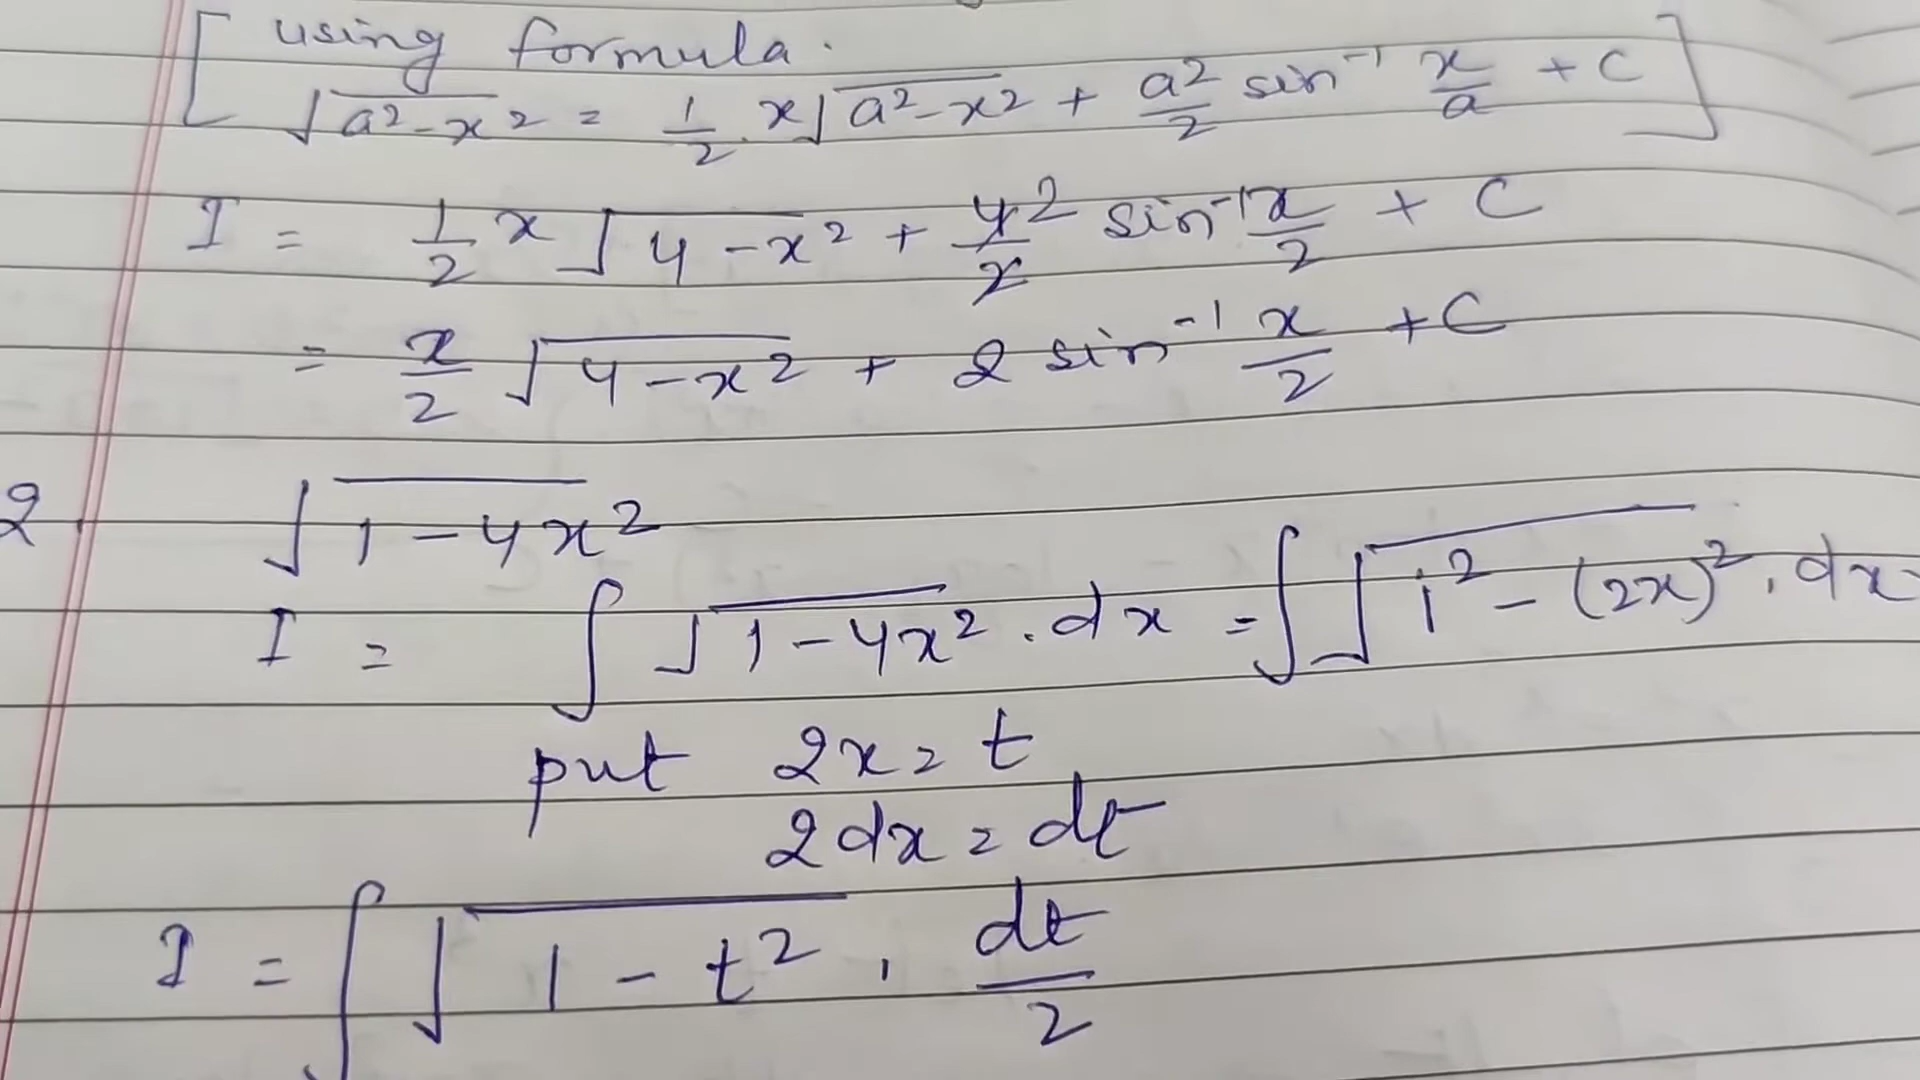 [ using formula.
√a²-x² = 1/2 . x√a²-x² + a²/2 sin⁻¹ x/a + c ]
I = 1/2 x √4-x² + 4/2 2 sin⁻¹ x/2 + C
= x/2 √4-x² + 2 sin⁻¹ x/2 + C
2. √1-4x²
I = ∫ √1-4x² . dx = ∫ √1² - (2x)² . dx
put 2x = t
2dx = dt
I = ∫ √1 - t² . dt/2